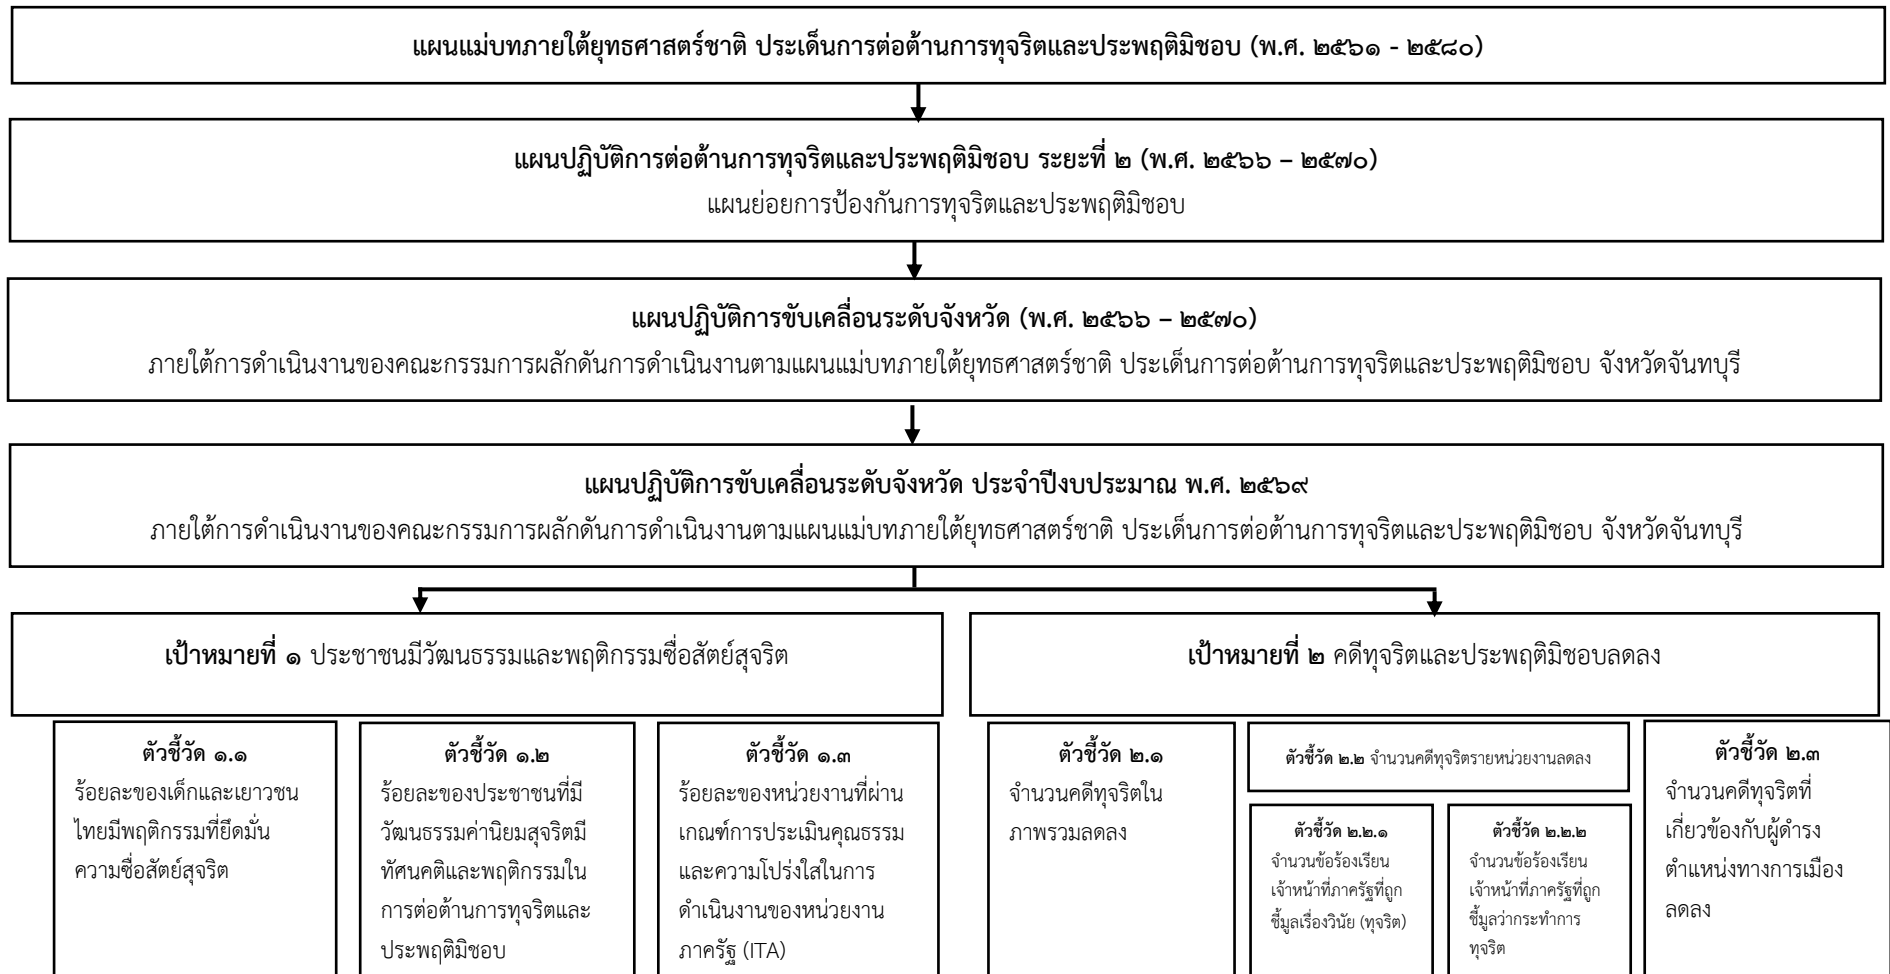 แผนแม่บทภายใต้ยุทธศาสตร์ชาติ ประเด็นการต่อต้านการทุจริตและประพฤติมิชอบ (พ.ศ. ๒๕๖๑ - ๒๕๘๐)
แผนปฏิบัติการต่อต้านการทุจริตและประพฤติมิชอบ ระยะที่ ๒ (พ.ศ. ๒๕๖๖ – ๒๕๗๐)
แผนย่อยการป้องกันการทุจริตและประพฤติมิชอบ
แผนปฏิบัติการขับเคลื่อนระดับจังหวัด (พ.ศ. ๒๕๖๖ – ๒๕๗๐)
ภายใต้การดำเนินงานของคณะกรรมการผลักดันการดำเนินงานตามแผนแม่บทภายใต้ยุทธศาสตร์ชาติ ประเด็นการต่อต้านการทุจริตและประพฤติมิชอบ จังหวัดจันทบุรี
แผนปฏิบัติการขับเคลื่อนระดับจังหวัด ประจำปีงบประมาณ พ.ศ. ๒๕๖๙
ภายใต้การดำเนินงานของคณะกรรมการผลักดันการดำเนินงานตามแผนแม่บทภายใต้ยุทธศาสตร์ชาติ ประเด็นการต่อต้านการทุจริตและประพฤติมิชอบ จังหวัดจันทบุรี
เป้าหมายที่ ๑ ประชาชนมีวัฒนธรรมและพฤติกรรมซื่อสัตย์สุจริต
เป้าหมายที่ ๒ คดีทุจริตและประพฤติมิชอบลดลง
ตัวชี้วัด ๑.๑
ร้อยละของเด็กและเยาวชน
ไทยมีพฤติกรรมที่ยึดมั่น
ความซื่อสัตย์สุจริต
ตัวชี้วัด ๑.๒
ร้อยละของประชาชนที่มี
วัฒนธรรมค่านิยมสุจริตมี
ทัศนคติและพฤติกรรมใน
การต่อต้านการทุจริตและ
ประพฤติมิชอบ
ตัวชี้วัด ๑.๓
ร้อยละของหน่วยงานที่ผ่าน
เกณฑ์การประเมินคุณธรรม
และความโปร่งใสในการ
ดำเนินงานของหน่วยงาน
ภาครัฐ (ITA)
ตัวชี้วัด ๒.๑
จำนวนคดีทุจริตใน
ภาพรวมลดลง
ตัวชี้วัด ๒.๒ จำนวนคดีทุจริตรายหน่วยงานลดลง
ตัวชี้วัด ๒.๒.๑
จำนวนข้อร้องเรียน
เจ้าหน้าที่ภาครัฐที่ถูก
ชี้มูลเรื่องวินัย (ทุจริต)
ตัวชี้วัด ๒.๒.๒
จำนวนข้อร้องเรียน
เจ้าหน้าที่ภาครัฐที่ถูก
ชี้มูลว่ากระทำการ
ทุจริต
ตัวชี้วัด ๒.๓
จำนวนคดีทุจริตที่
เกี่ยวข้องกับผู้ดำรง
ตำแหน่งทางการเมือง
ลดลง